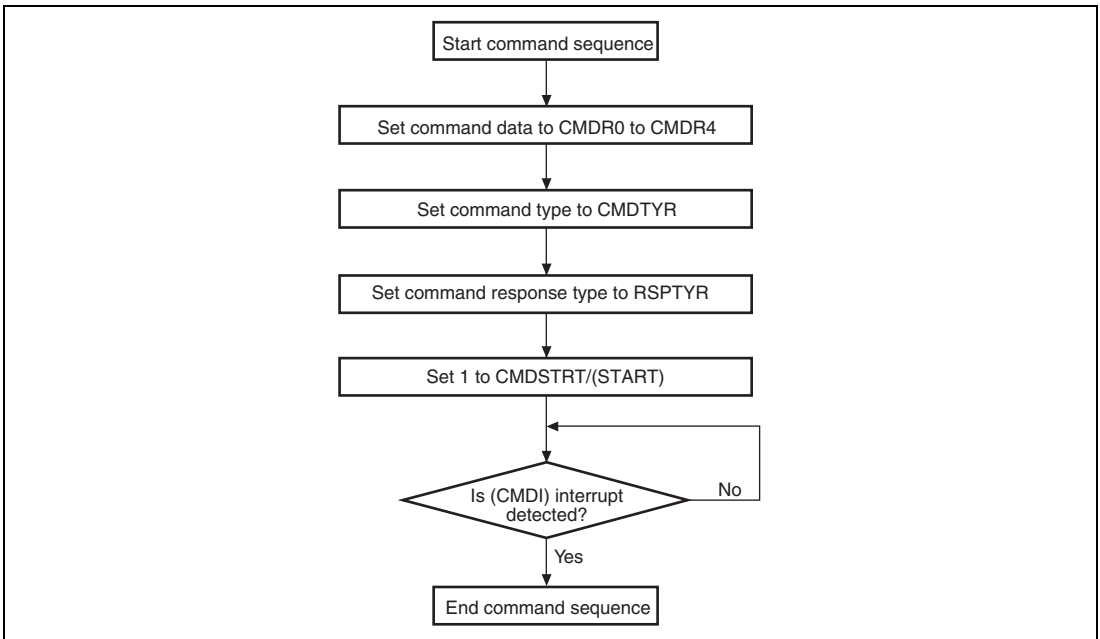 Start command sequence
Set command data to CMDR0 to CMDR4
Set command type to CMDTYR
Set command response type to RSPTYR
Set 1 to CMDSTRT/(START)
Is (CMDI) interrupt
detected?
No
Yes
End command sequence